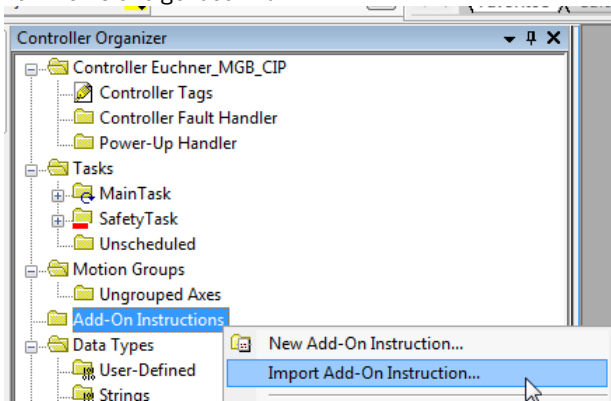 Controller Organizer
Controller Euchner_MGB_CIP
Controller Tags
Controller Fault Handler
Power-Up Handler
Tasks
MainTask
SafetyTask
Unscheduled
Motion Groups
Ungrouped Axes
Add-On Instructions
New Add-On Instruction...
Data Types
User-Defined
Import Add-On Instruction...
Strings